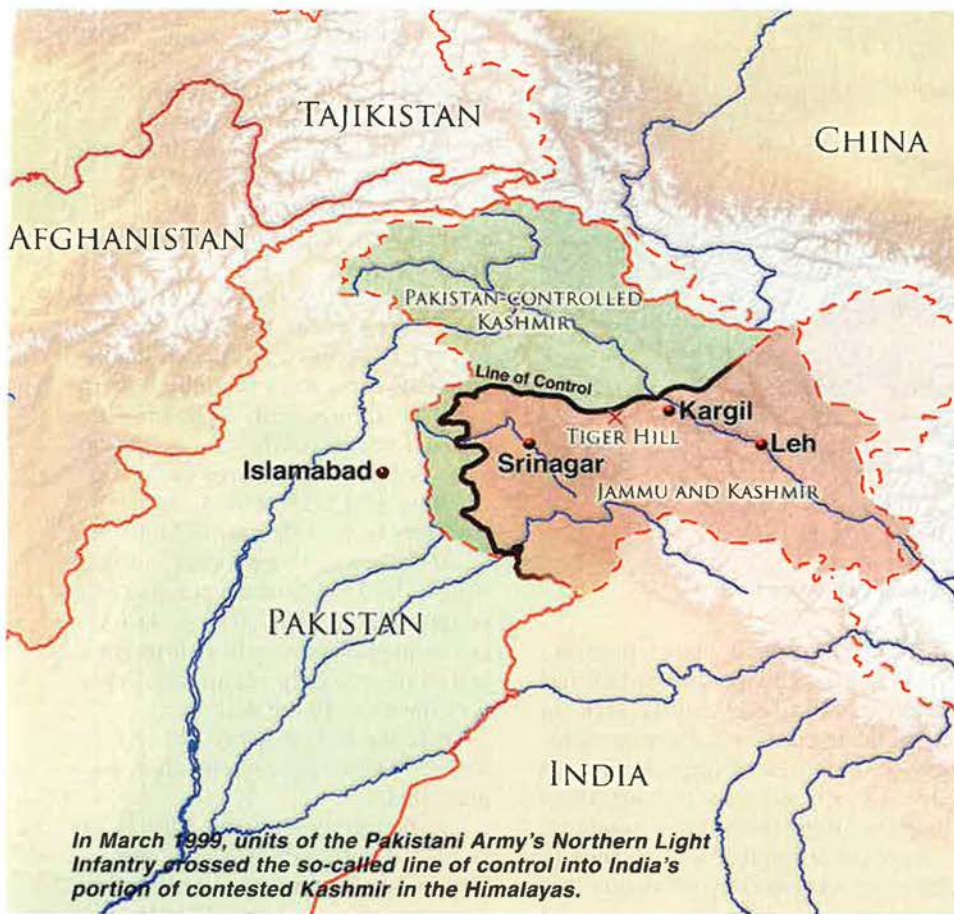 TAJIKISTAN
CHINA
AFGHANISTAN
PAKISTAN-CONTROLLED
KASHMIR
Line of Control
Kargil
TIGER HILL
Leh
Srinagar
Islamabad
JAMMU AND KASHMIR
PAKISTAN
INDIA
In March 1999, units of the Pakistani Army's Northern Light
Infantry crossed the so-called line of control into India's
portion of contested Kashmir in the Himalayas.